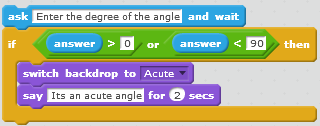 ask Enter the degree of the angle and wait
if answer > 0 or answer < 90 then
switch backdrop to Acute
say Its an acute angle for 2 secs